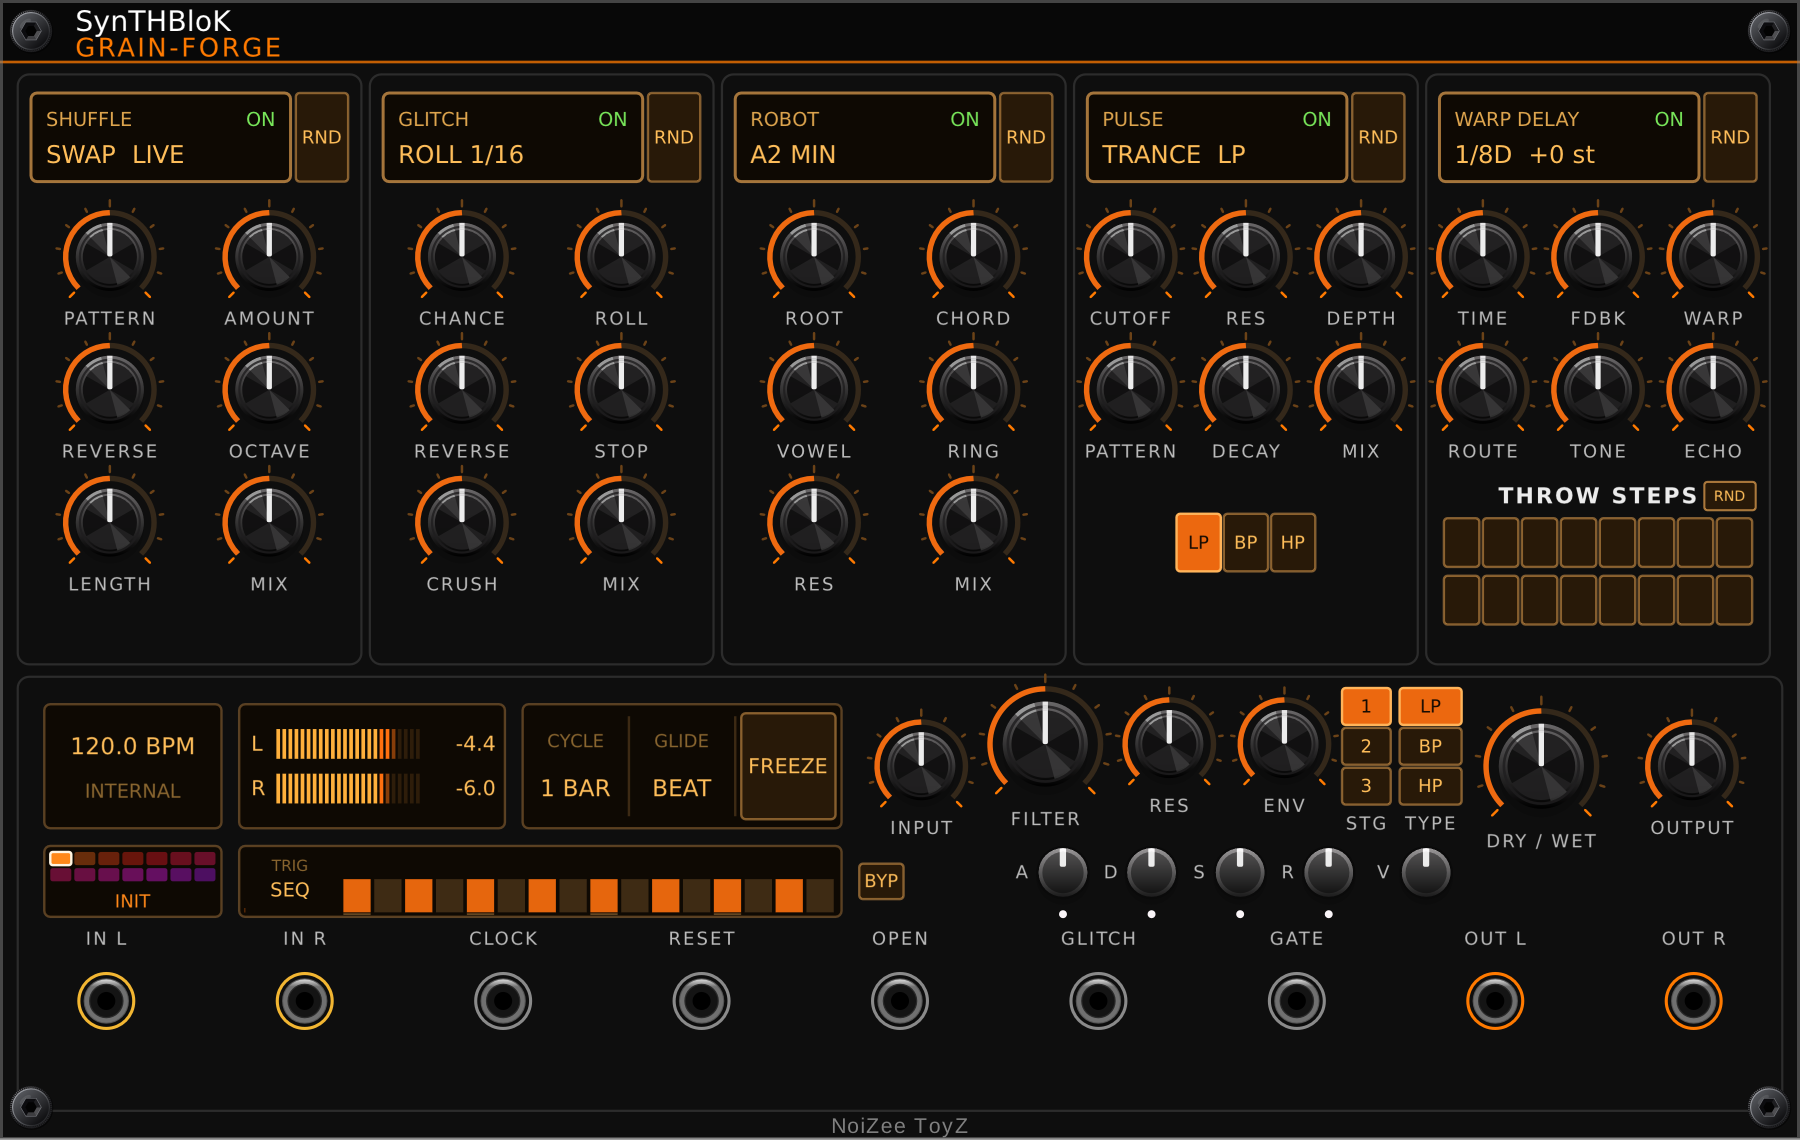 SynTHBloK
GRAIN-FORGE
SHUFFLE ON
SWAP LIVE
RND
GLITCH ON
ROLL 1/16
RND
ROBOT ON
A2 MIN
RND
PULSE ON
TRANCE LP
RND
WARP DELAY ON
1/8D +0 st
RND
PATTERN AMOUNT
REVERSE OCTAVE
LENGTH MIX
CHANCE ROLL
REVERSE STOP
CRUSH MIX
ROOT CHORD
VOWEL RING
RES MIX
CUTOFF RES DEPTH
PATTERN DECAY MIX
LP BP HP
TIME FDBK WARP
ROUTE TONE ECHO
THROW STEPS RND
120.0 BPM
INTERNAL
L -4.4
R -6.0
CYCLE GLIDE
1 BAR BEAT
FREEZE
INPUT
FILTER
RES
ENV
1 LP
2 BP
3 HP
STG TYPE
DRY / WET
OUTPUT
INIT
TRIG
SEQ
BYP
A D S R V
IN L IN R CLOCK RESET OPEN GLITCH GATE OUT L OUT R
NoiZee ToyZ